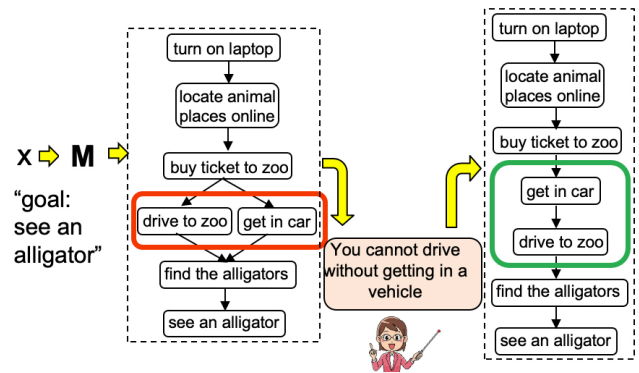 x
M
“goal:
see an
alligator”
turn on laptop
locate animal
places online
buy ticket to zoo
drive to zoo
get in car
find the alligators
see an alligator
You cannot drive
without getting in a
vehicle
turn on laptop
locate animal
places online
buy ticket to zoo
get in car
drive to zoo
find the alligators
see an alligator